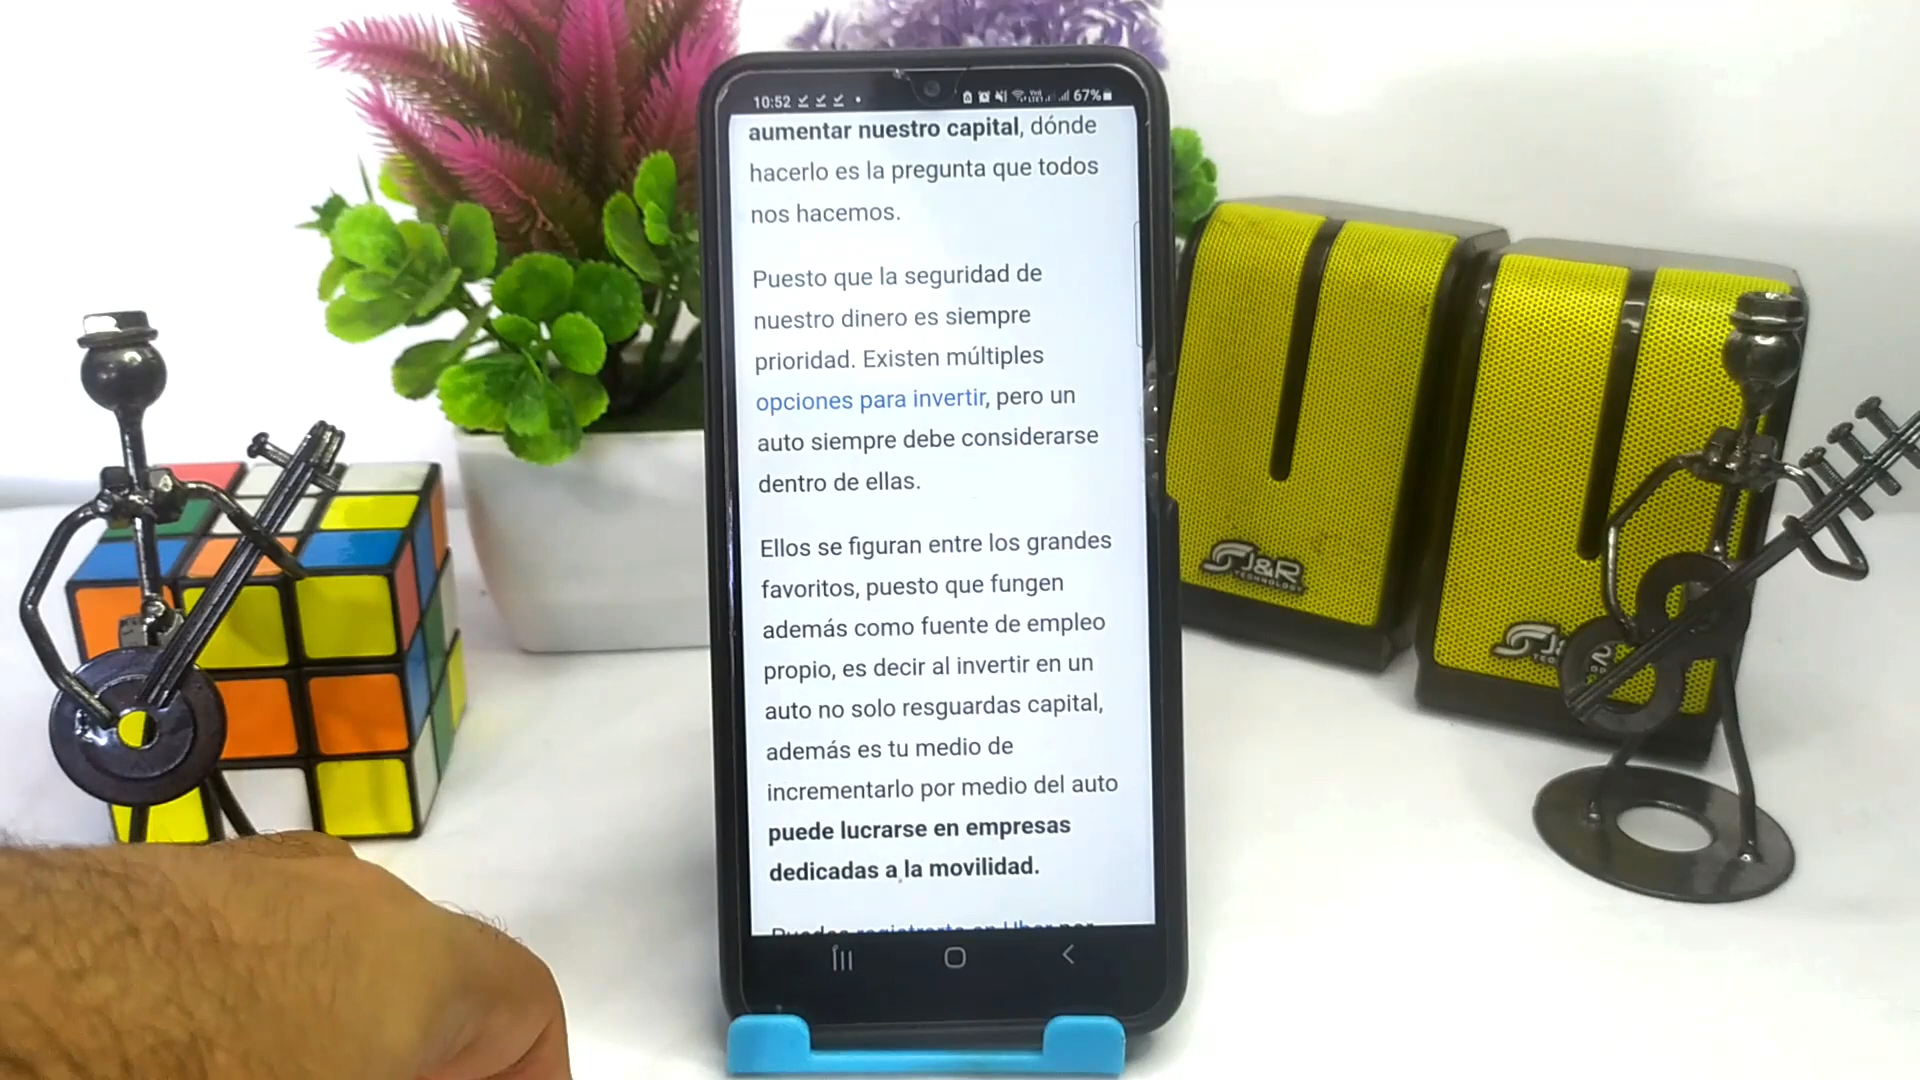 10:52
67%
aumentar nuestro capital, dónde
hacerlo es la pregunta que todos
nos hacemos.
Puesto que la seguridad de
nuestro dinero es siempre
prioridad. Existen múltiples
opciones para invertir, pero un
auto siempre debe considerarse
dentro de ellas.
Ellos se figuran entre los grandes
favoritos, puesto que fungen
además como fuente de empleo
propio, es decir al invertir en un
auto no solo resguardas capital,
además es tu medio de
incrementarlo por medio del auto
puede lucrarse en empresas
dedicadas a la movilidad.
J&R
TECHNOLOGY